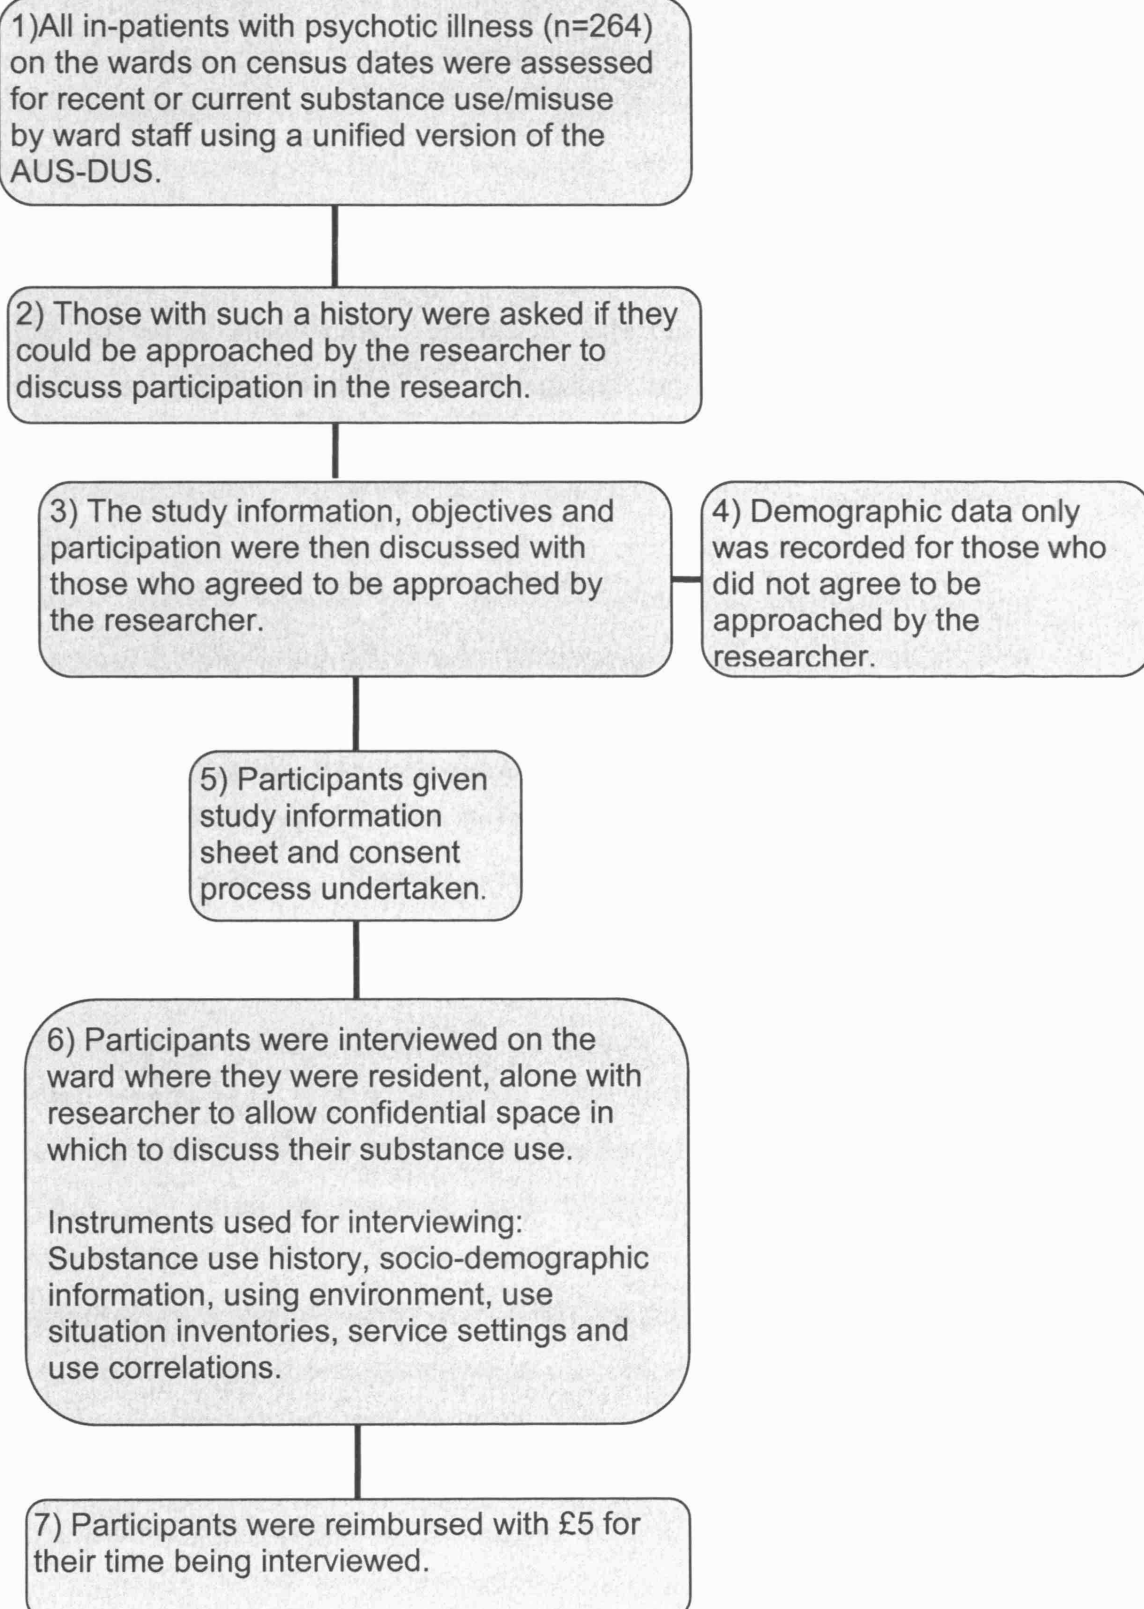 1)All in-patients with psychotic illness (n=264)
on the wards on census dates were assessed
for recent or current substance use/misuse
by ward staff using a unified version of the
AUS-DUS.
2) Those with such a history were asked if they
could be approached by the researcher to
discuss participation in the research.
3) The study information, objectives and
participation were then discussed with
those who agreed to be approached by
the researcher.
4) Demographic data only
was recorded for those who
did not agree to be
approached by the
researcher.
5) Participants given
study information
sheet and consent
process undertaken.
6) Participants were interviewed on the
ward where they were resident, alone with
researcher to allow confidential space in
which to discuss their substance use.
Instruments used for interviewing:
Substance use history, socio-demographic
information, using environment, use
situation inventories, service settings and
use correlations.
7) Participants were reimbursed with £5 for
their time being interviewed.